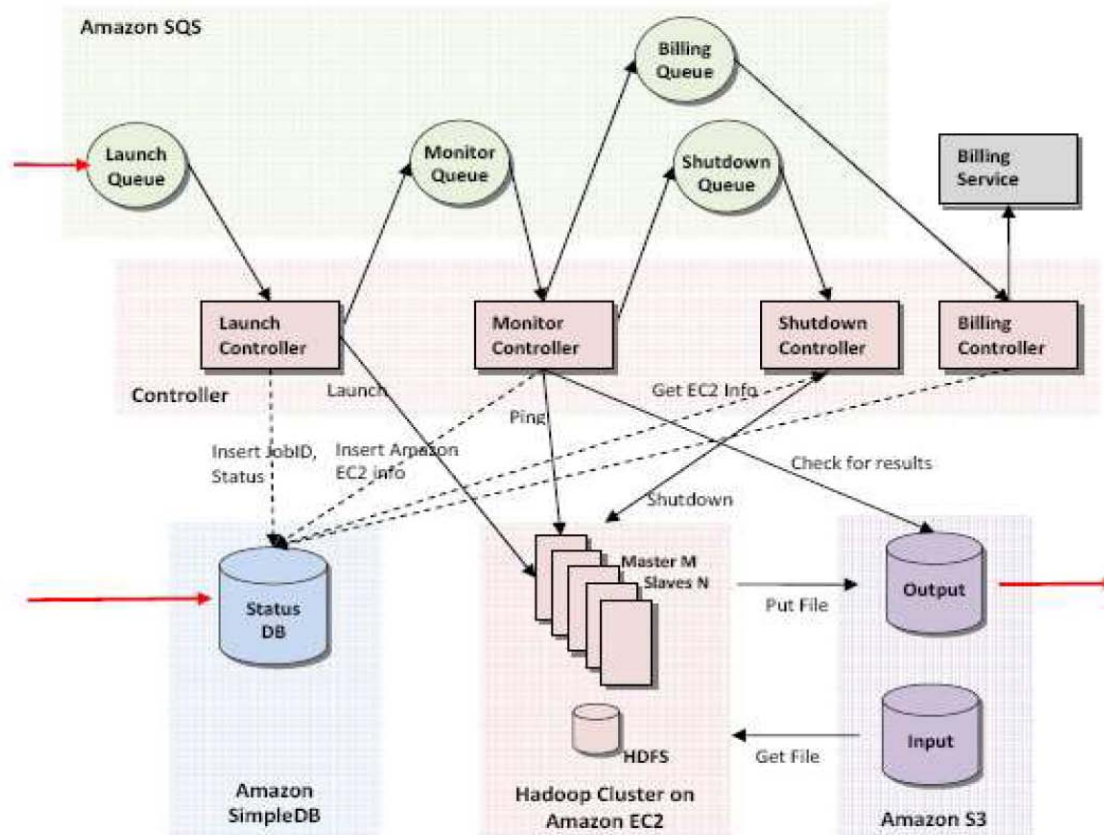 Amazon SQS
Billing
Queue
Launch
Queue
Monitor
Queue
Shutdown
Queue
Billing
Service
Launch
Controller
Monitor
Controller
Shutdown
Controller
Billing
Controller
Controller
Launch
Ping
Get EC2 Info
Insert JobID,
Status
Insert Amazon
EC2 info
Check for results
Shutdown
Status
DB
Master M
Slaves N
Put File
Output
HDFS
Get File
Input
Amazon
SimpleDB
Hadoop Cluster on
Amazon EC2
Amazon S3